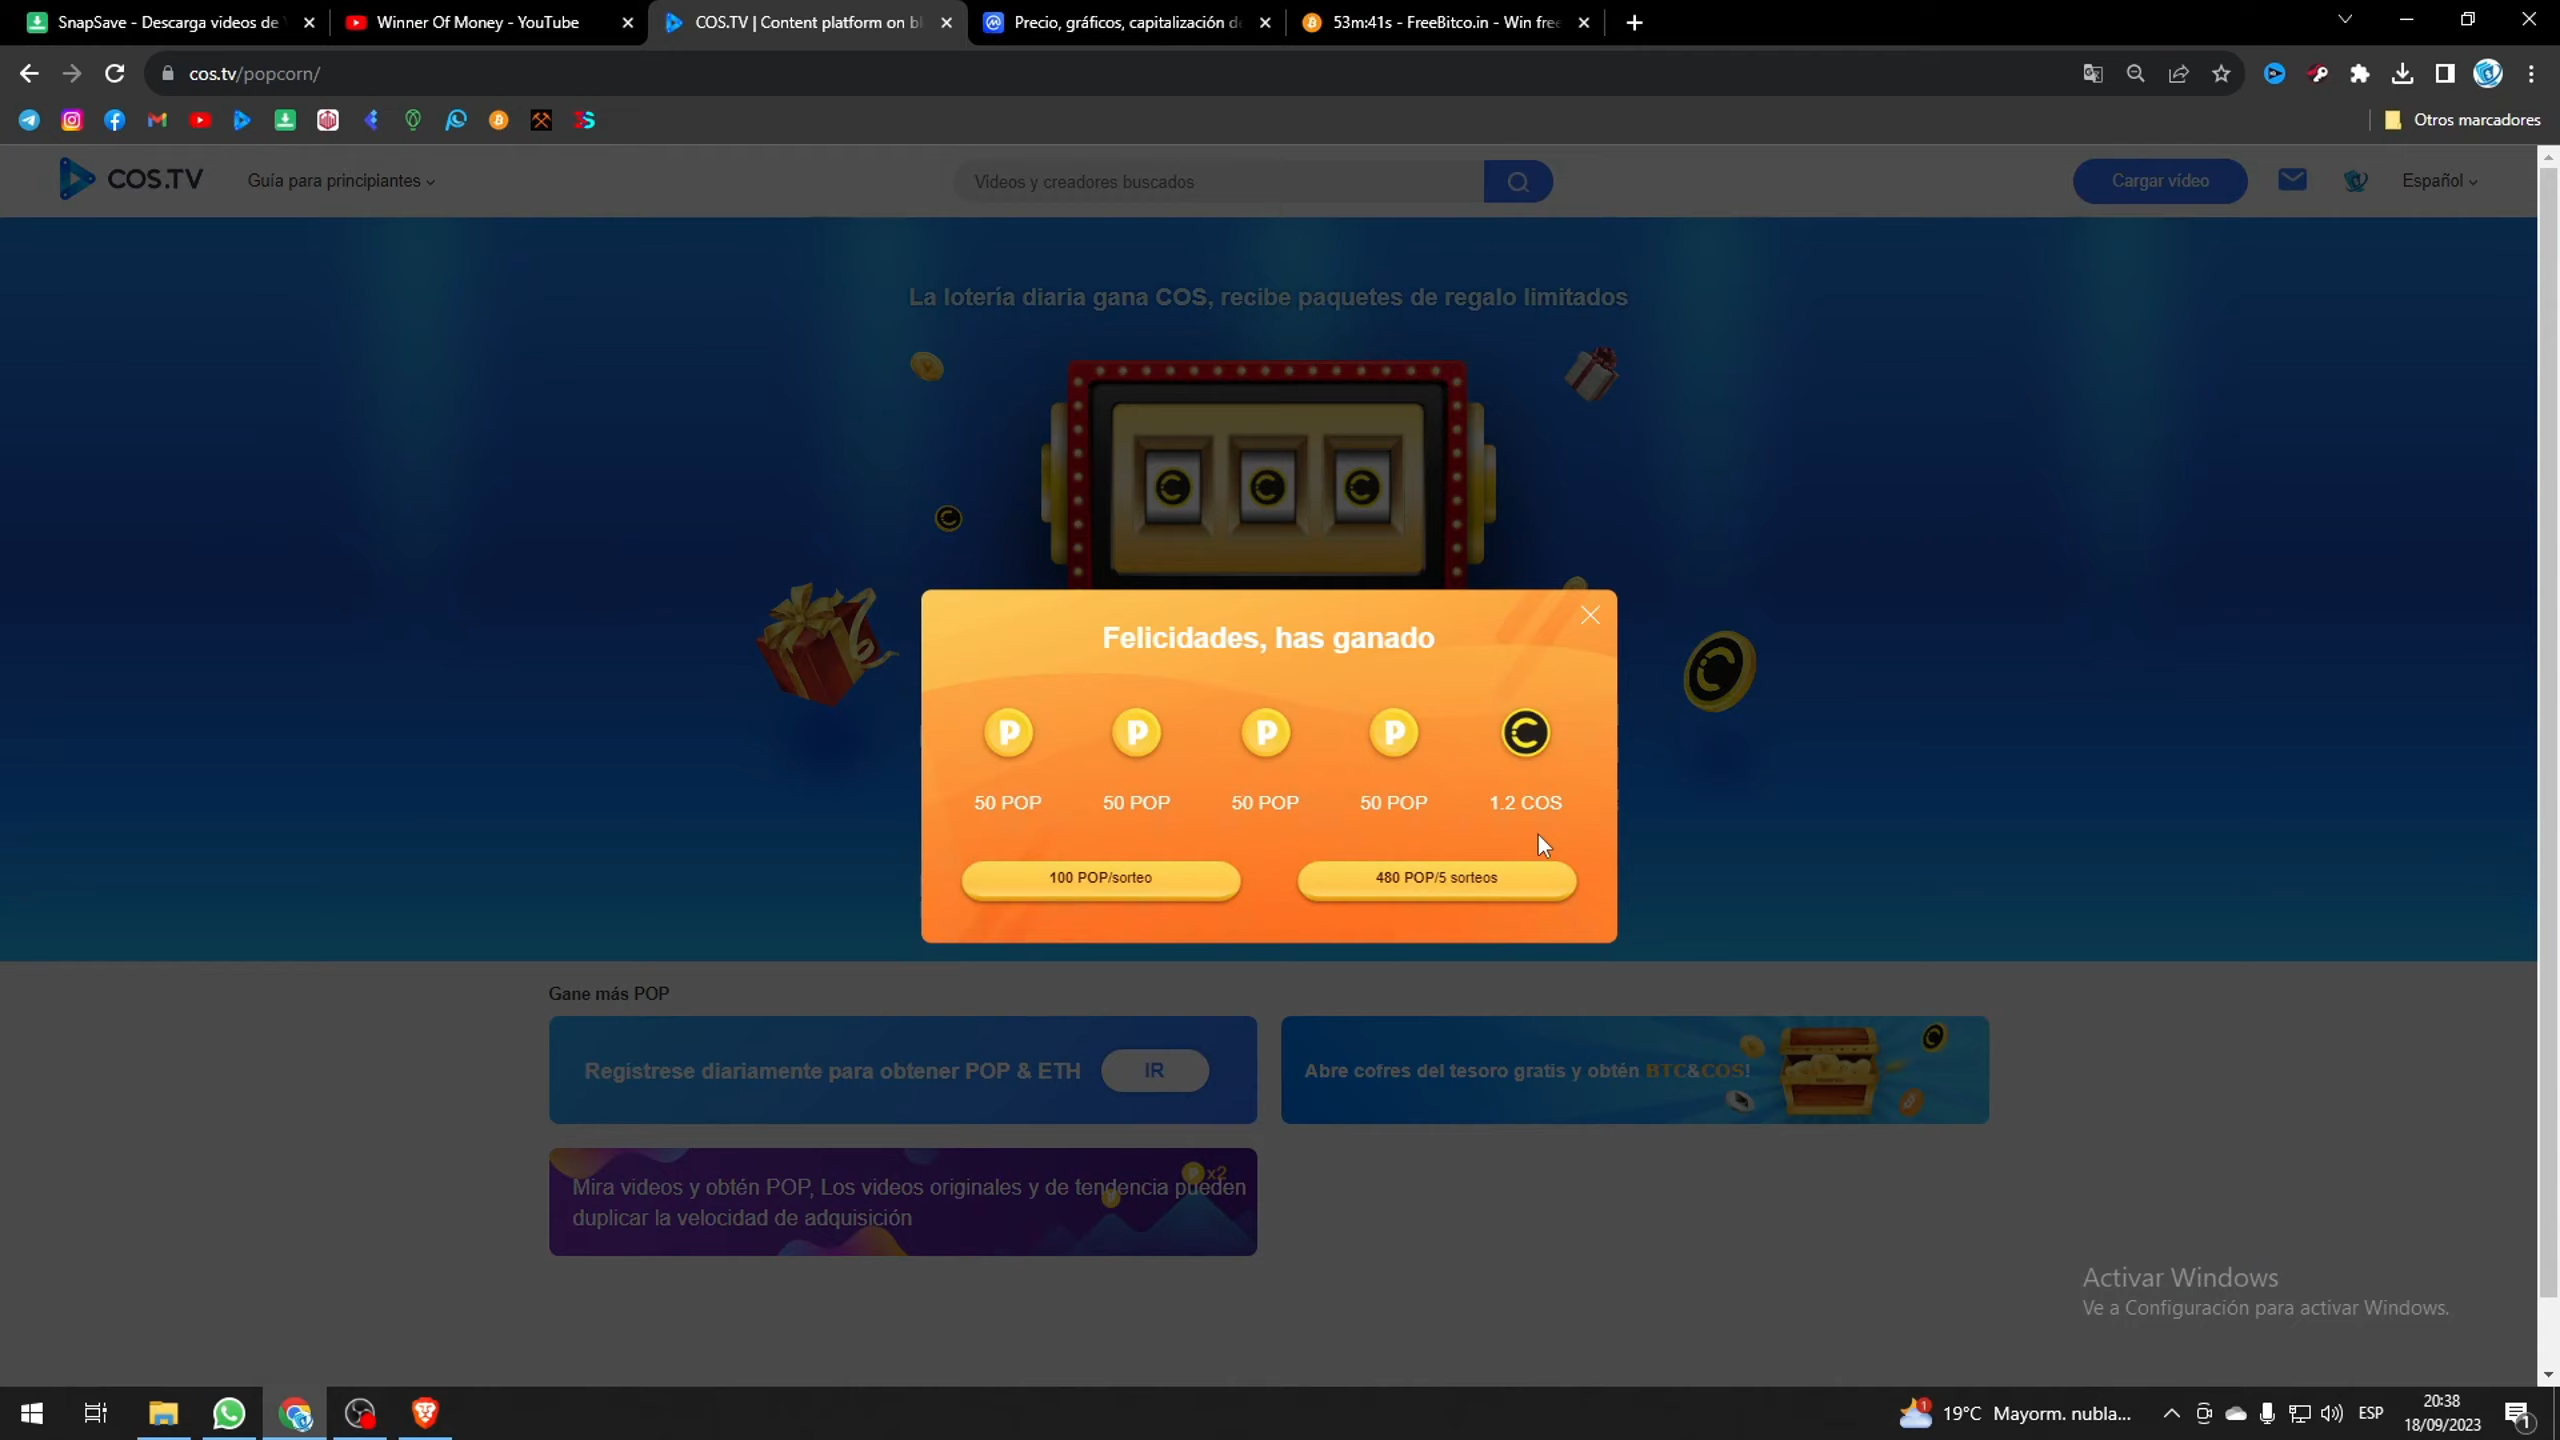 SnapSave - Descarga videos de
Winner Of Money - YouTube
COS.TV | Content platform on bl
Precio, gráficos, capitalización de
53m:41s - FreeBitco.in - Win free
cos.tv/popcorn/
Otros marcadores
COS.TV
Guía para principiantes
Videos y creadores buscados
Cargar vídeo
Español
La lotería diaria gana COS, recibe paquetes de regalo limitados
Felicidades, has ganado
P P P P C
50 POP 50 POP 50 POP 50 POP 1.2 COS
100 POP/sorteo 480 POP/5 sorteos
Gane más POP
Regístrese diariamente para obtener POP & ETH
IR
Abre cofres del tesoro gratis y obtén BTC&COS!
Mira videos y obtén POP, Los videos originales y de tendencia pueden
duplicar la velocidad de adquisición
x2
Activar Windows
Ve a Configuración para activar Windows.
1
19°C Mayorm. nubla...
ESP
20:38
18/09/2023
1